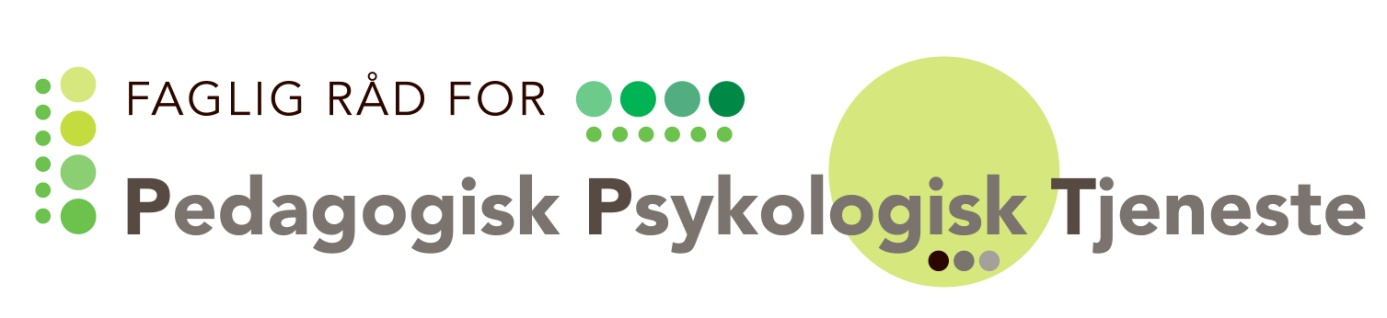 FAGLIG RÅD FOR
Pedagogisk Psykologisk Tjeneste